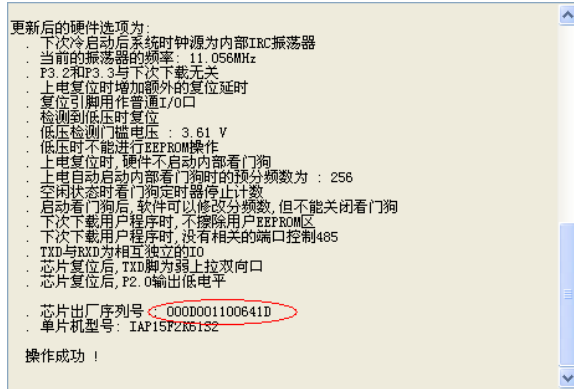 更新后的硬件选项为:
. 下次冷启动后系统时钟源为内部IRC振荡器
. 当前的振荡器的频率: 11.056MHz
. P3.2和P3.3与下次下载无关
. 上电复位时增加额外的复位延时
. 复位引脚用作普通I/O口
. 检测到低压时复位
. 低压检测门槛电压 : 3.61 V
. 低压时不能进行EEPROM操作
. 上电复位时,硬件不启动内部看门狗
. 上电自动启动内部看门狗时的预分频数为 : 256
. 空闲状态时看门狗定时器停止计数
. 启动看门狗后,软件可以修改分频数,但不能关闭看门狗
. 下次下载用户程序时,不擦除用户EEPROM区
. 下次下载用户程序时,没有相关的端口控制485
. TXD与RXD为相互独立的IO
. 芯片复位后,TXD脚为弱上拉双向口
. 芯片复位后,P2.0输出低电平
. 芯片出厂序列号 : 000D001100641D
. 单片机型号: IAP15F2K61S2
操作成功 !